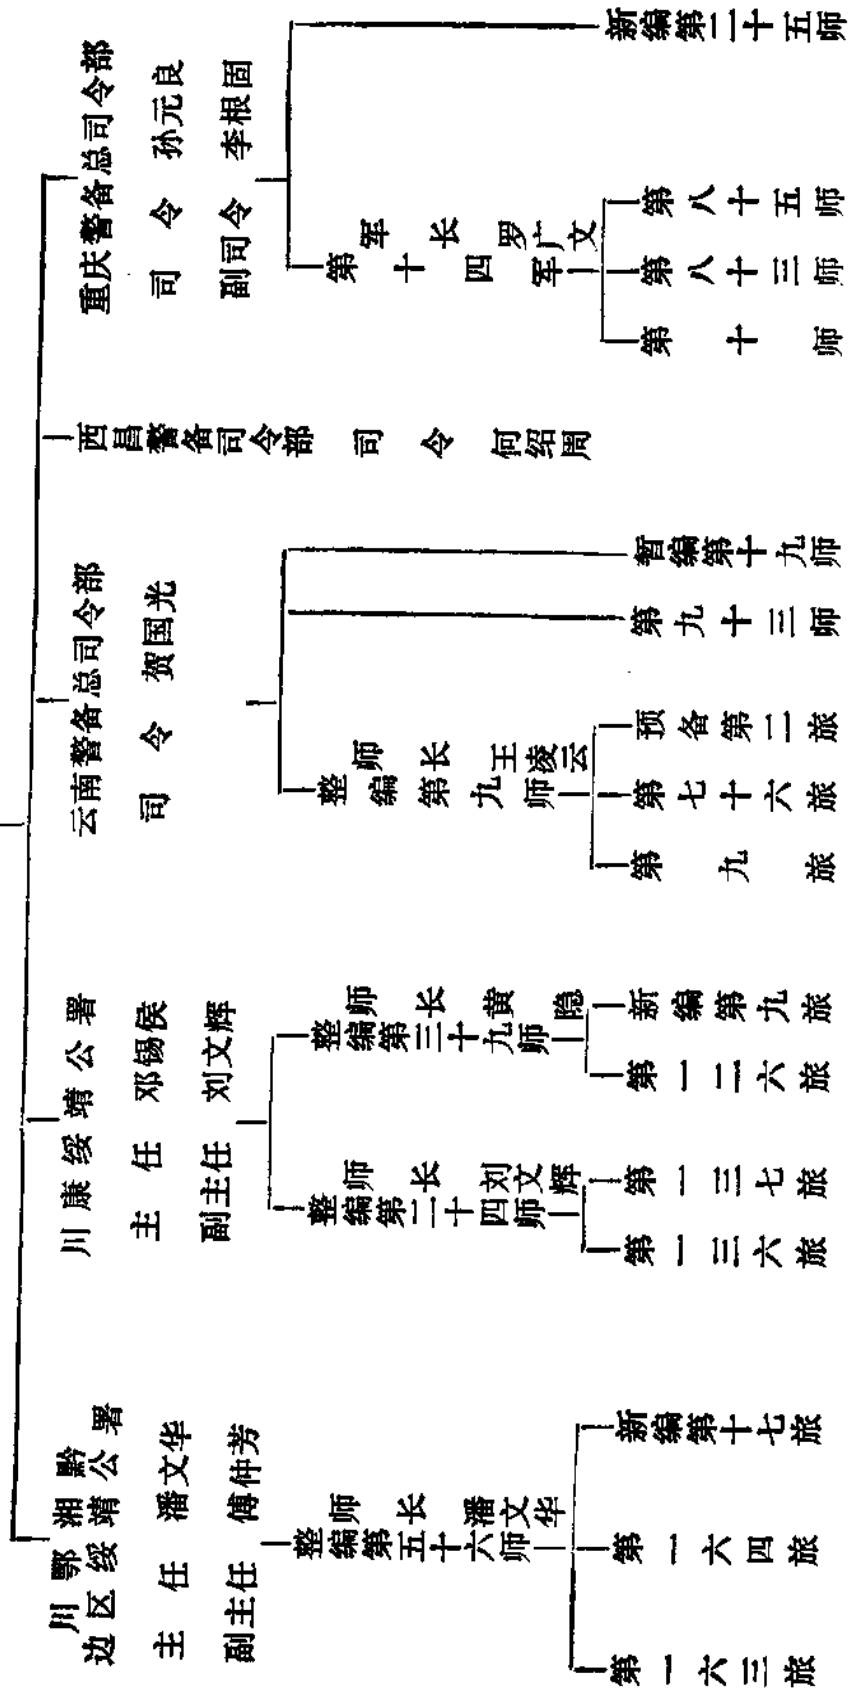 川鄂湘黔
边区绥靖公署
主任 潘文华
副主任 傅仲芳
整编第五十六师
师长 潘文华
第一六三旅
第一六四旅
新编第十七旅
川康绥靖公署
主任 邓锡侯
副主任 刘文辉
整编第二十四师
师长 刘文辉
第一三六旅
第一三七旅
整编第三十九师
师长 黄隐
第一二六旅
新编第九旅
云南警备总司令部
司令 贺国光
整编第九师
师长 王凌云
第九旅
第七十六旅
预备第二旅
第九十三师
暂编第十九师
西昌警备司令部 司令 何绍周
重庆警备总司令部
司令 孙元良
副司令 李根固
第十四军
军长 罗广文
第十师
第八十三师
第八十五师
新编第二十五师